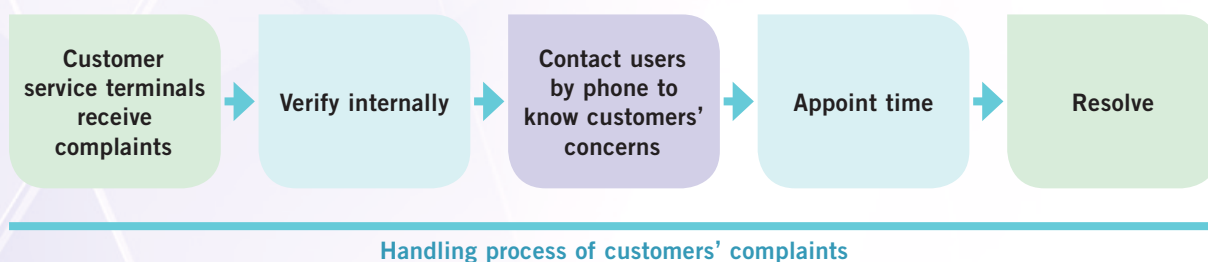 Customer
service terminals
receive
complaints
Verify internally
Contact users
by phone to
know customers'
concerns
Appoint time
Resolve
Handling process of customers' complaints